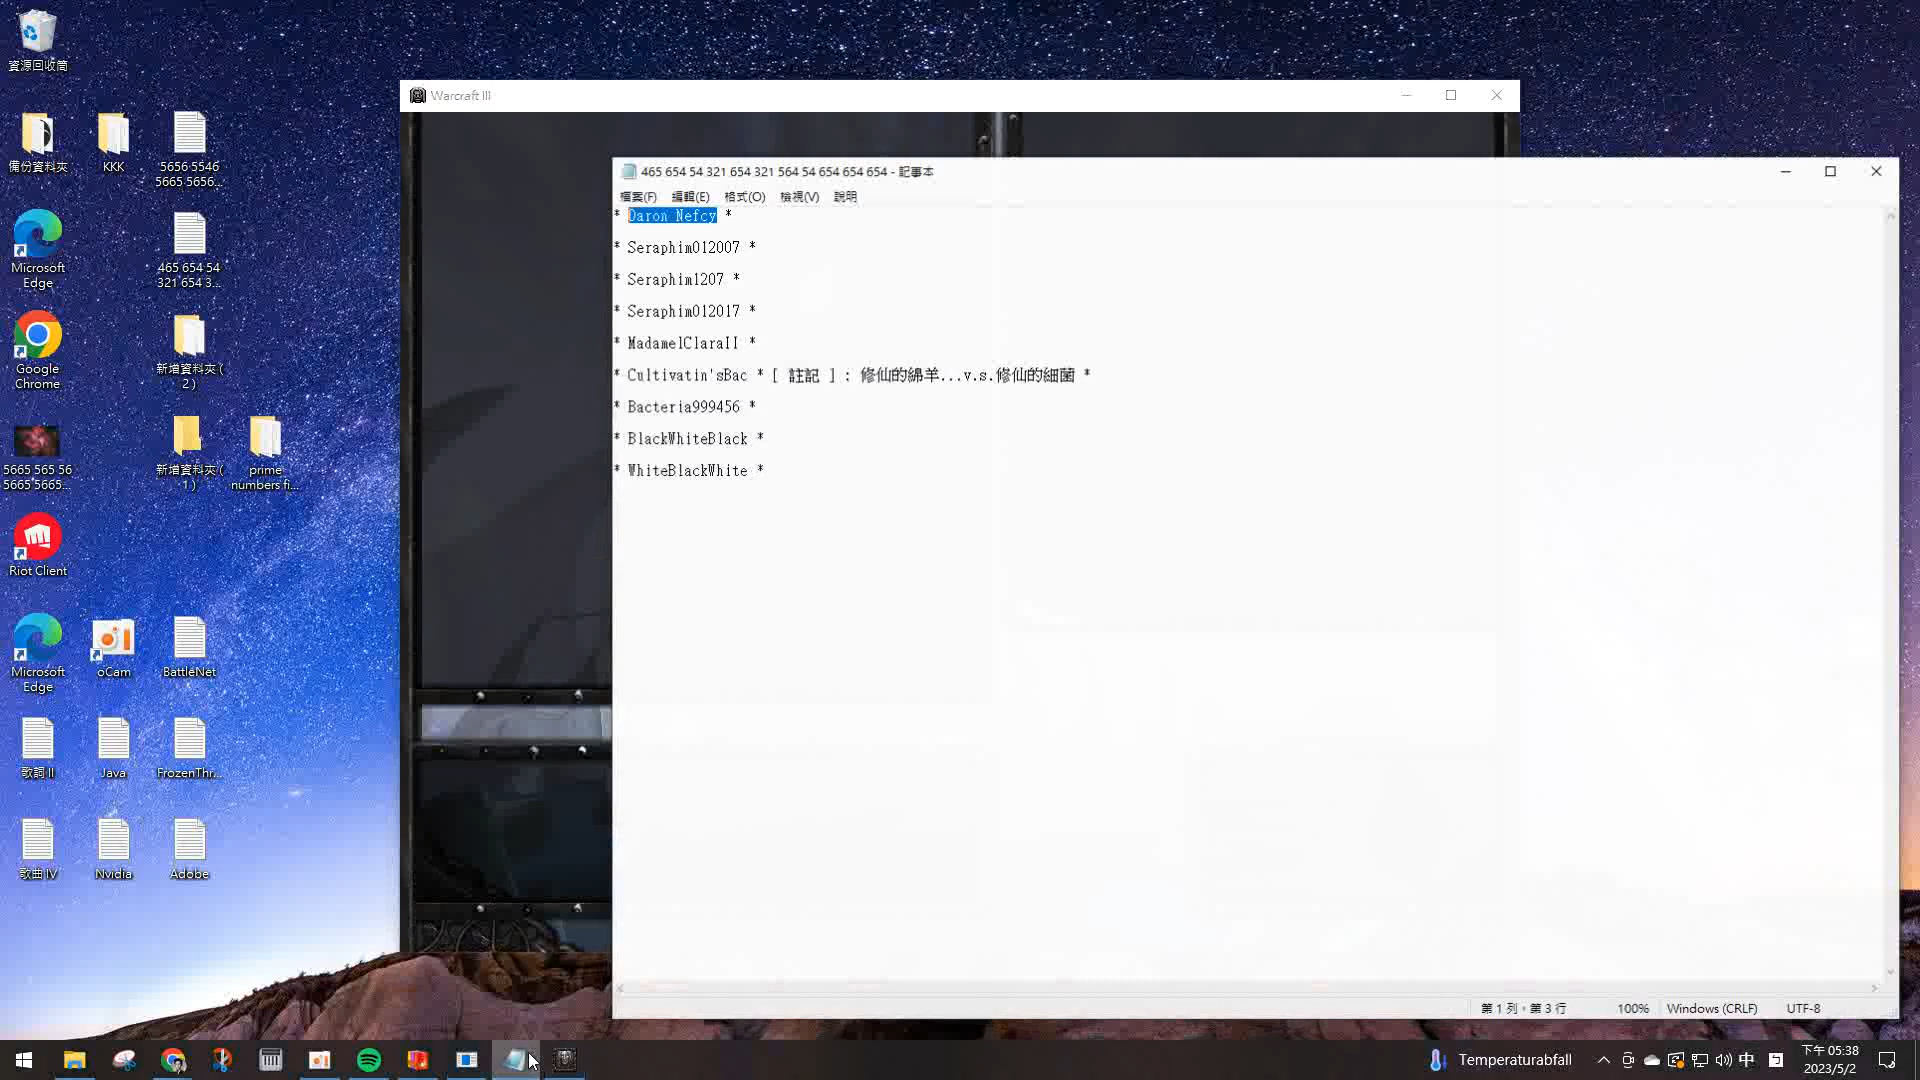 資源回收筒
備份資料夾
KKK
5656 5546
5665 5656...
Microsoft
Edge
465 654 54
321 654 3...
Google
Chrome
新增資料夾 (
2 )
5665 565 56
5665 5665...
新增資料夾 (
1 )
prime
numbers fi...
Riot Client
Microsoft
Edge
oCam
BattleNet
歌詞 II
Java
FrozenThr...
歌曲 IV
Nvidia
Adobe
Warcraft III
465 654 54 321 654 321 564 54 654 654 654 - 記事本
檔案(F) 編輯(E) 格式(O) 檢視(V) 說明
* Daron Nefcy *
* Seraphim012007 *
* Seraphim1207 *
* Seraphim012017 *
* MadamelClaraII *
* Cultivatin'sBac * [ 註記 ] : 修仙的綿羊...v.s.修仙的細菌 *
* Bacteria999456 *
* BlackWhiteBlack *
* WhiteBlackWhite *
第 1 列，第 3 行 100% Windows (CRLF) UTF-8
Temperaturabfall
中
下午 05:38
2023/5/2